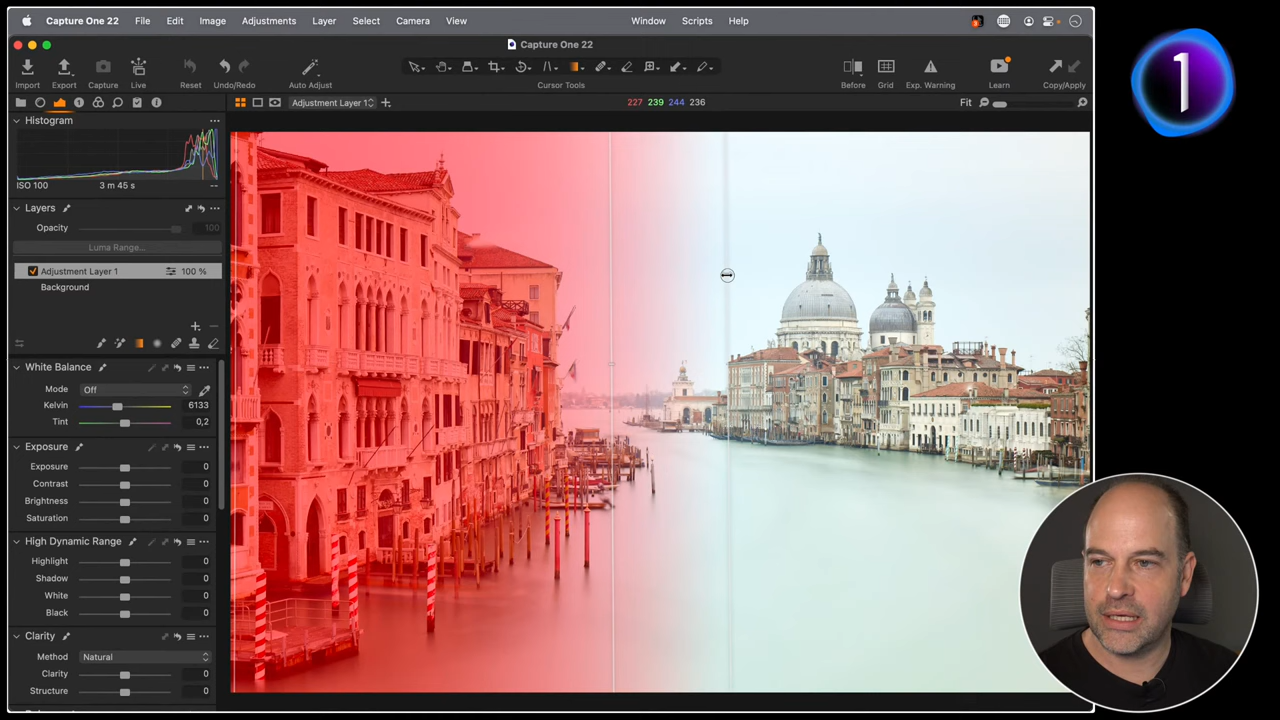 Capture One 22 File Edit Image Adjustments Layer Select Camera View Window Scripts Help
Capture One 22
Import Export Capture Live Reset Undo/Redo Auto Adjust Cursor Tools Before Grid Exp. Warning Learn Copy/Apply
Adjustment Layer 1 227 239 244 236 Fit
Histogram
ISO 100 3 m 45 s --
Layers
Opacity 100
Luma Range...
Adjustment Layer 1 100 %
Background
White Balance
Mode Off
Kelvin 6133
Tint 0,2
Exposure
Exposure 0
Contrast 0
Brightness 0
Saturation 0
High Dynamic Range
Highlight 0
Shadow 0
White 0
Black 0
Clarity
Method Natural
Clarity 0
Structure 0
1